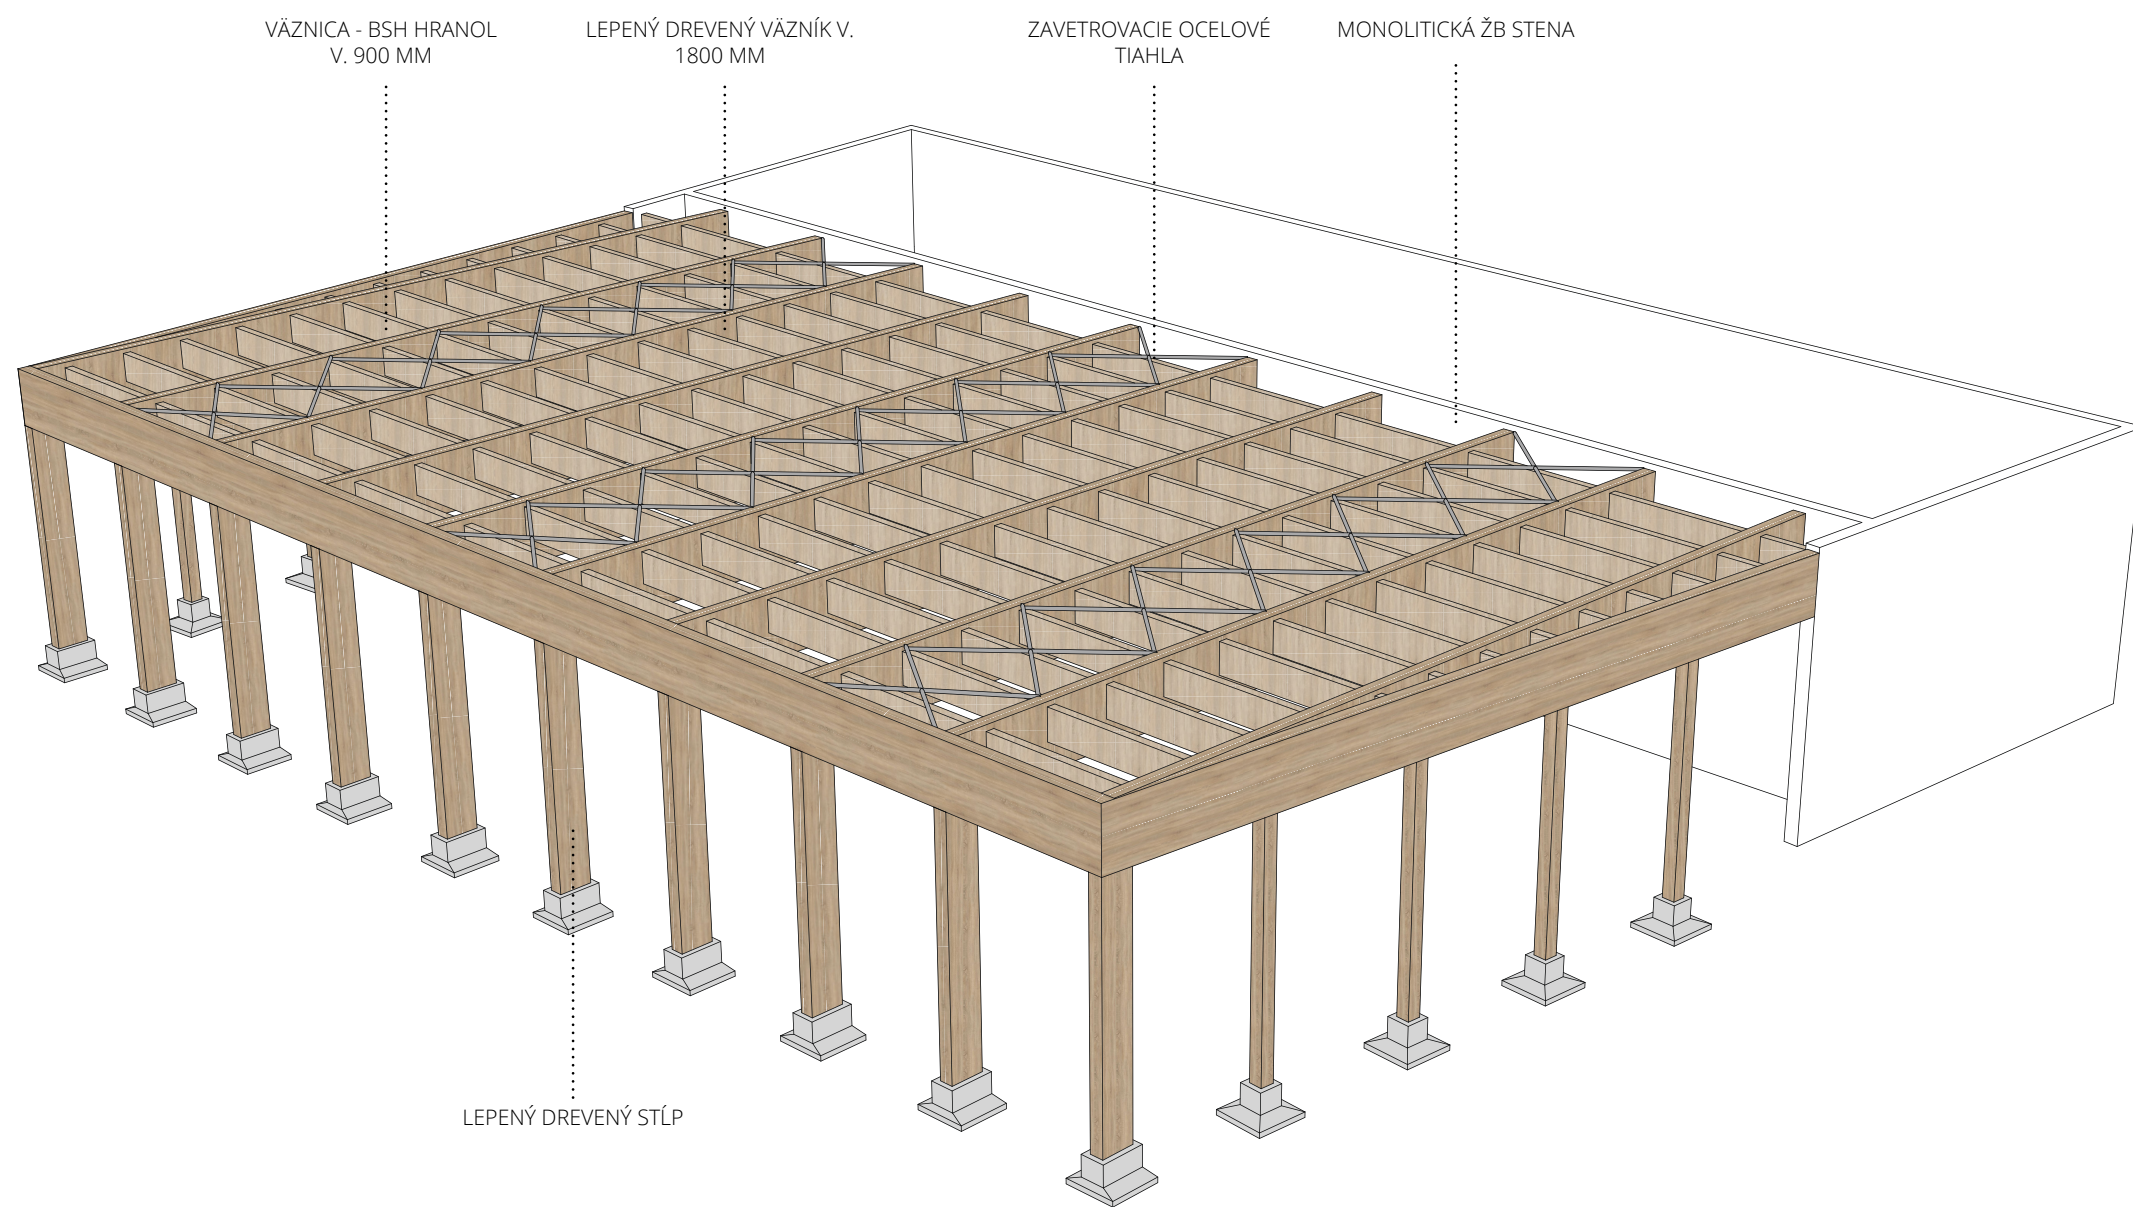 VÄZNICA - BSH HRANOL
V. 900 MM
LEPENÝ DREVENÝ VÄZNÍK V.
1800 MM
ZAVETROVACIE OCELOVÉ
TIAHLA
MONOLITICKÁ ŽB STENA
LEPENÝ DREVENÝ STĹP